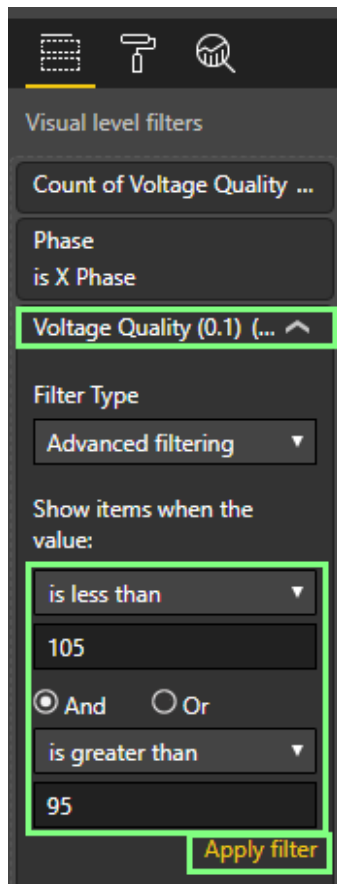 Visual level filters
Count of Voltage Quality ...
Phase
is X Phase
Voltage Quality (0.1) (...
Filter Type
Advanced filtering
Show items when the
value:
is less than
105
And Or
is greater than
95
Apply filter